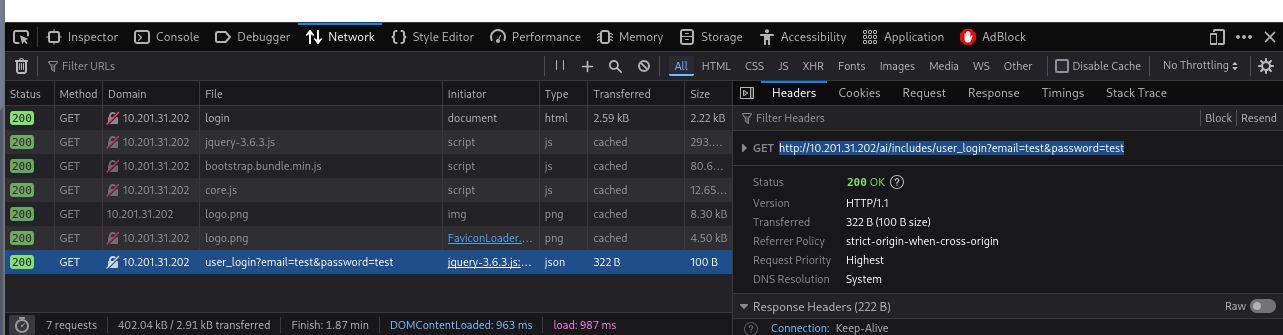 Inspector Console Debugger Network Style Editor Performance Memory Storage Accessibility Application AdBlock
Filter URLs All HTML CSS JS XHR Fonts Images Media WS Other Disable Cache No Throttling
Status Method Domain File Initiator Type Transferred Size
200 GET 10.201.31.202 login document html 2.59 kB 2.22 kB
200 GET 10.201.31.202 jquery-3.6.3.js script js cached 293....
200 GET 10.201.31.202 bootstrap.bundle.min.js script js cached 80.6...
200 GET 10.201.31.202 core.js script js cached 12.65...
200 GET 10.201.31.202 logo.png img png cached 8.30 kB
200 GET 10.201.31.202 logo.png FaviconLoader.... png cached 4.50 kB
200 GET 10.201.31.202 user_login?email=test&password=test jquery-3.6.3.js:... json 322 B 100 B
7 requests 402.04 kB / 2.91 kB transferred Finish: 1.87 min DOMContentLoaded: 963 ms load: 987 ms
Headers Cookies Request Response Timings Stack Trace
Filter Headers Block Resend
GET http://10.201.31.202/ai/includes/user_login?email=test&password=test
Status 200 OK ?
Version HTTP/1.1
Transferred 322 B (100 B size)
Referrer Policy strict-origin-when-cross-origin
Request Priority Highest
DNS Resolution System
Response Headers (222 B) Raw
? Connection: Keep-Alive